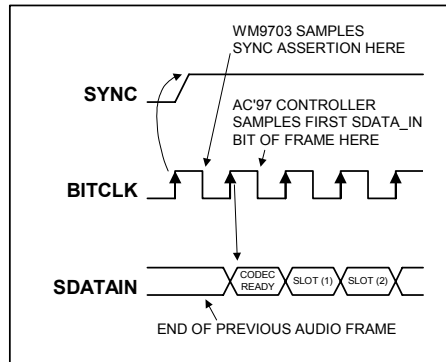 WM9703 SAMPLES
SYNC ASSERTION HERE
SYNC
AC'97 CONTROLLER
SAMPLES FIRST SDATA_IN
BIT OF FRAME HERE
BITCLK
SDATAIN
CODEC
READY
SLOT (1)
SLOT (2)
END OF PREVIOUS AUDIO FRAME